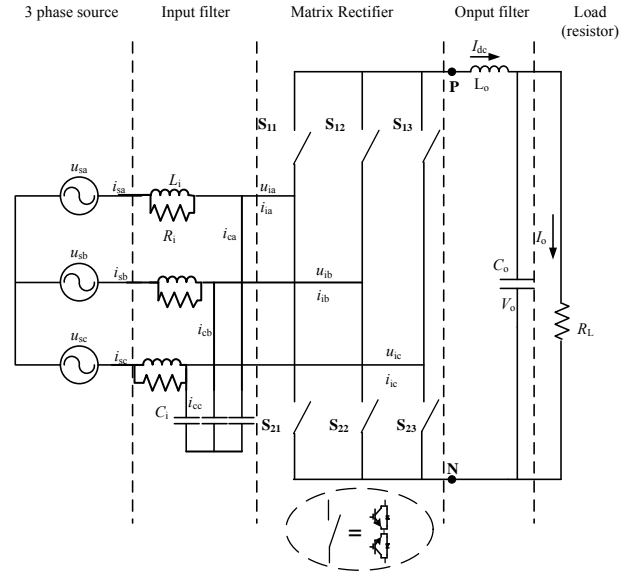 3 phase source
Input filter
Matrix Rectifier
Onput filter
Load
(resistor)
I_dc
L_o
P
S_11
S_12
S_13
u_sa
i_sa
L_i
R_i
u_ia
i_ia
i_ca
u_sb
i_sb
u_ib
i_ib
i_cb
C_o
V_o
I_o
R_L
u_sc
i_sc
u_ic
i_ic
i_cc
C_i
S_21
S_22
S_23
N
=